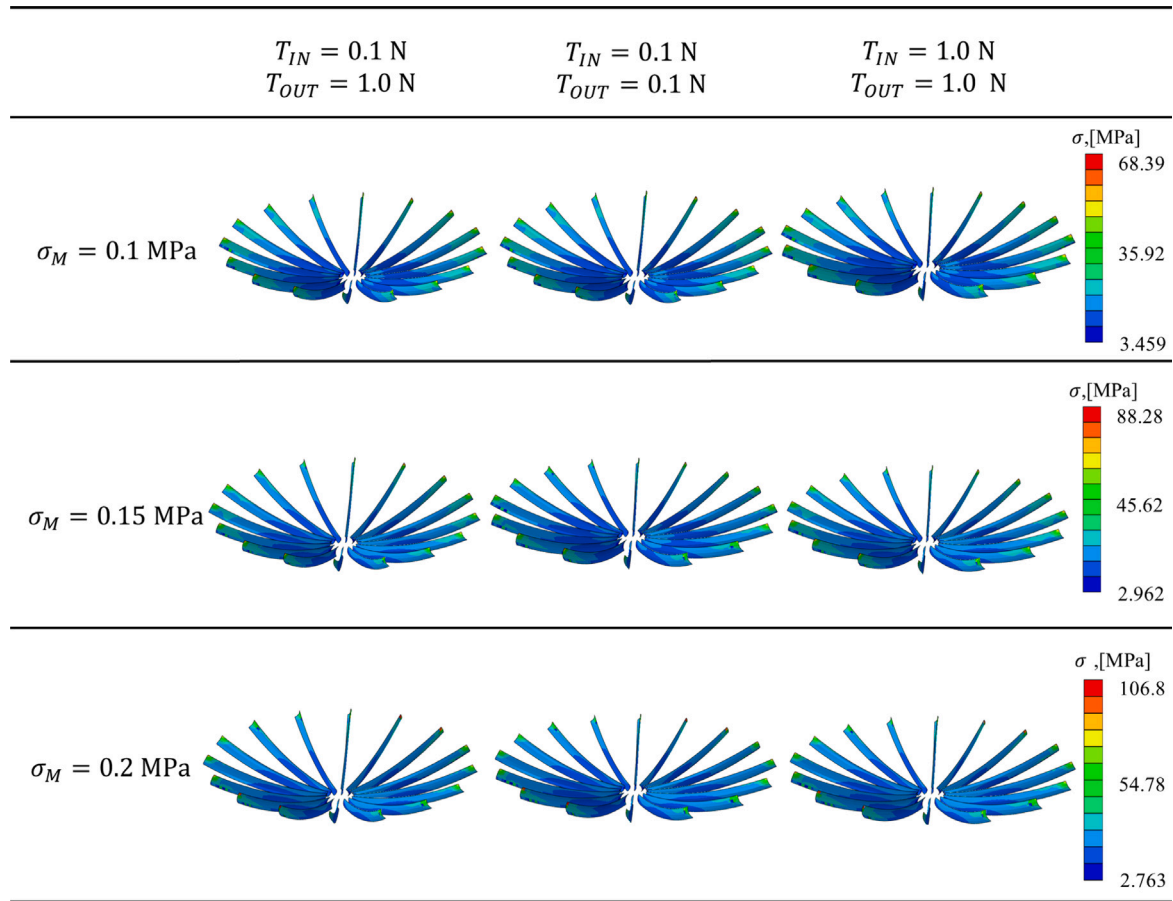 T_IN = 0.1 N
T_OUT = 1.0 N
T_IN = 0.1 N
T_OUT = 0.1 N
T_IN = 1.0 N
T_OUT = 1.0 N
σ_M = 0.1 MPa
σ,[MPa]
68.39
35.92
3.459
σ_M = 0.15 MPa
σ,[MPa]
88.28
45.62
2.962
σ_M = 0.2 MPa
σ ,[MPa]
106.8
54.78
2.763